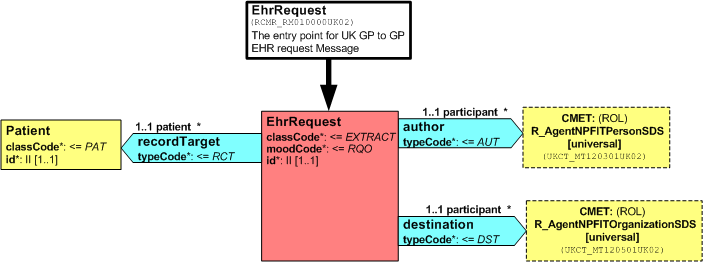 EhrRequest
(RCMR_RM010000UK02)
The entry point for UK GP to GP
EHR request Message
1..1 patient *
recordTarget
typeCode*: <= RCT
Patient
classCode*: <= PAT
id*: II [1..1]
EhrRequest
classCode*: <= EXTRACT
moodCode*: <= RQO
id*: II [1..1]
1..1 participant *
author
typeCode*: <= AUT
CMET: (ROL)
R_AgentNPFITPersonSDS
[universal]
(UKCT_MT120301UK02)
1..1 participant *
destination
typeCode*: <= DST
CMET: (ROL)
R_AgentNPFITOrganizationSDS
[universal]
(UKCT_MT120501UK02)